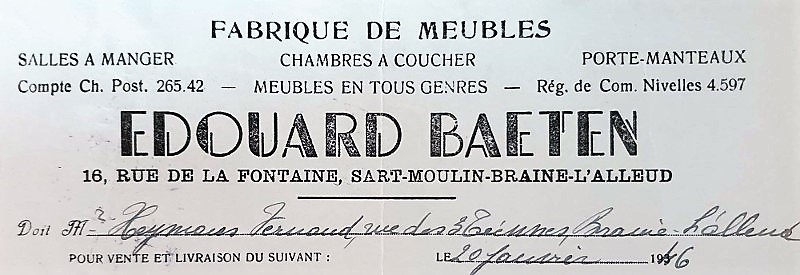 FABRIQUE DE MEUBLES
SALLES A MANGER CHAMBRES A COUCHER PORTE-MANTEAUX
Compte Ch. Post. 265.42 — MEUBLES EN TOUS GENRES — Rég. de Com. Nivelles 4.597
EDOUARD BAETEN
16, RUE DE LA FONTAINE, SART-MOULIN-BRAINE-L'ALLEUD
Doit Mr Heymans Fernand, rue des 3 Braine-L'alleud
POUR VENTE ET LIVRAISON DU SUIVANT : LE 20 Janvier 1946